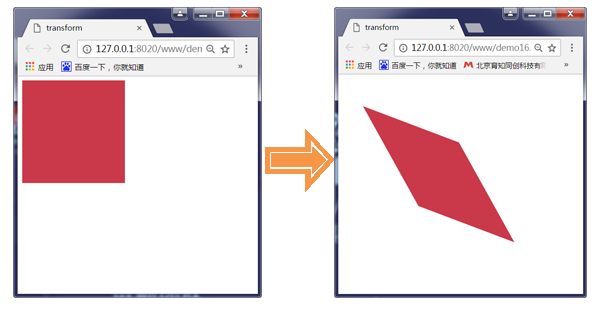 transform
127.0.0.1:8020/www/den
应用
百度一下，你就知道
»
transform
127.0.0.1:8020/www/demo16.
应用
百度一下，你就知道
北京育知同创科技有
»